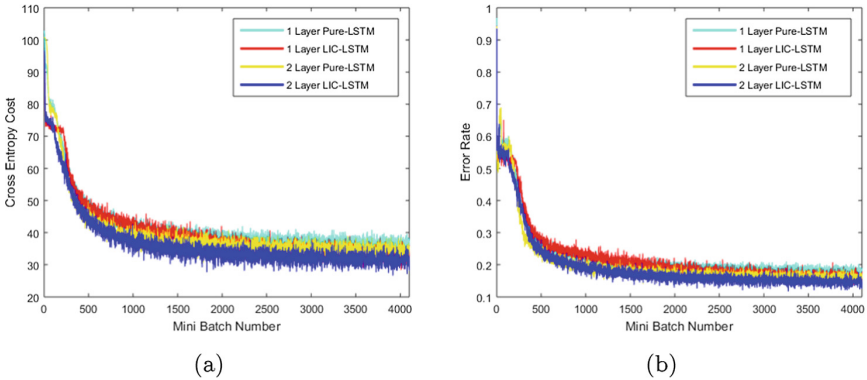 110
100
90
80
70
60
50
40
30
20
Cross Entropy Cost
1 Layer Pure-LSTM
1 Layer LIC-LSTM
2 Layer Pure-LSTM
2 Layer LIC-LSTM
0 500 1000 1500 2000 2500 3000 3500 4000
Mini Batch Number
(a)
1
0.9
0.8
0.7
0.6
0.5
0.4
0.3
0.2
0.1
Error Rate
1 Layer Pure-LSTM
1 Layer LIC-LSTM
2 Layer Pure-LSTM
2 Layer LIC-LSTM
0 500 1000 1500 2000 2500 3000 3500 4000
Mini Batch Number
(b)